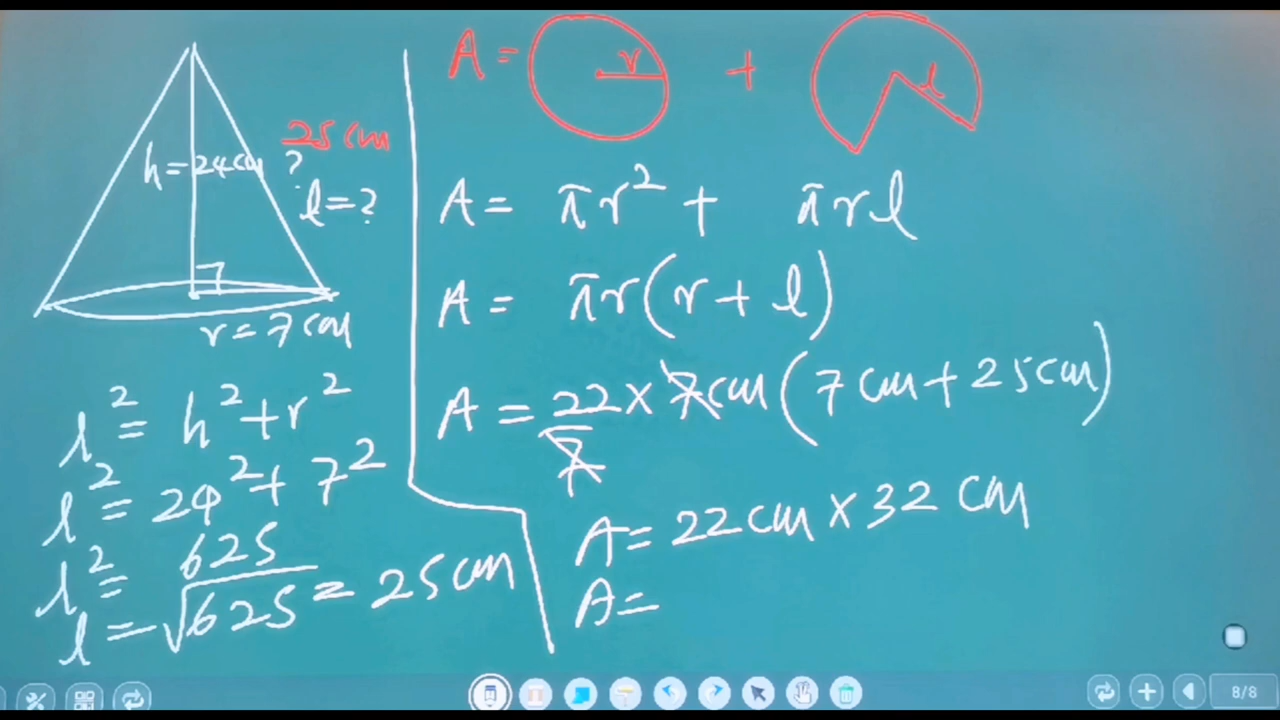 25 cm
h = 24 cm
?
l = ?
r = 7 cm
l² = h² + r²
l² = 24² + 7²
l² = 625
l = √625 = 25 cm
A = r + l
A = πr² + πrl
A = πr(r + l)
A = 22/7 × 7 cm (7 cm + 25 cm)
A = 22 cm × 32 cm
A =
8/8